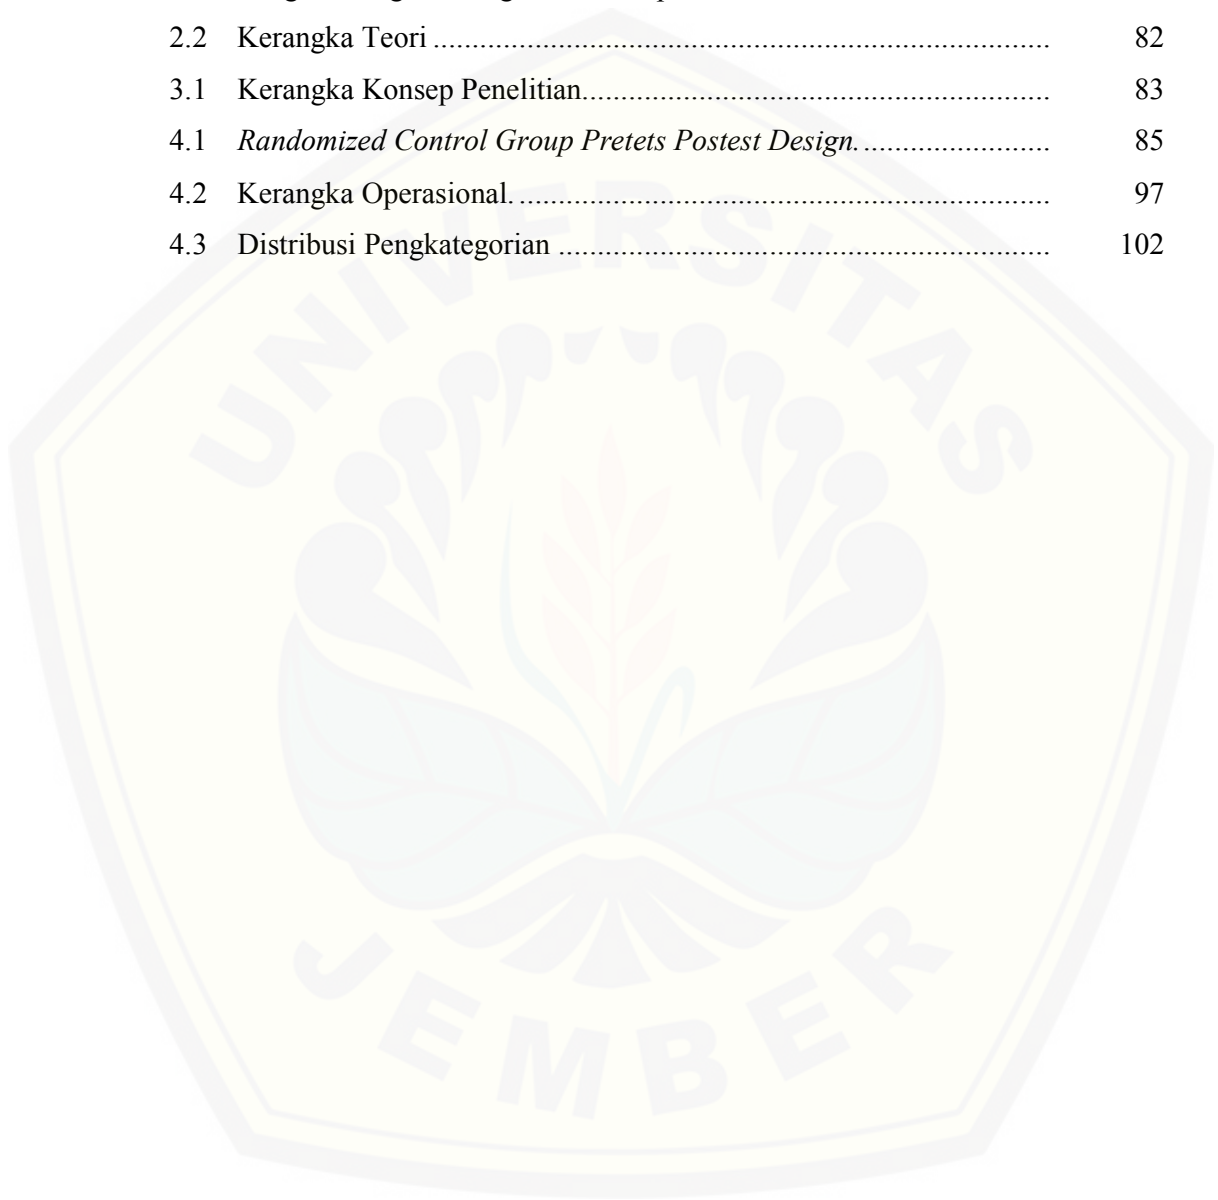 2.2 Kerangka Teori .................................................................................. 82
3.1 Kerangka Konsep Penelitian.............................................................. 83
4.1 Randomized Control Group Pretets Postest Design. ......................... 85
4.2 Kerangka Operasional. ....................................................................... 97
4.3 Distribusi Pengkategorian .................................................................. 102
UNIVERSITAS
JEMBER